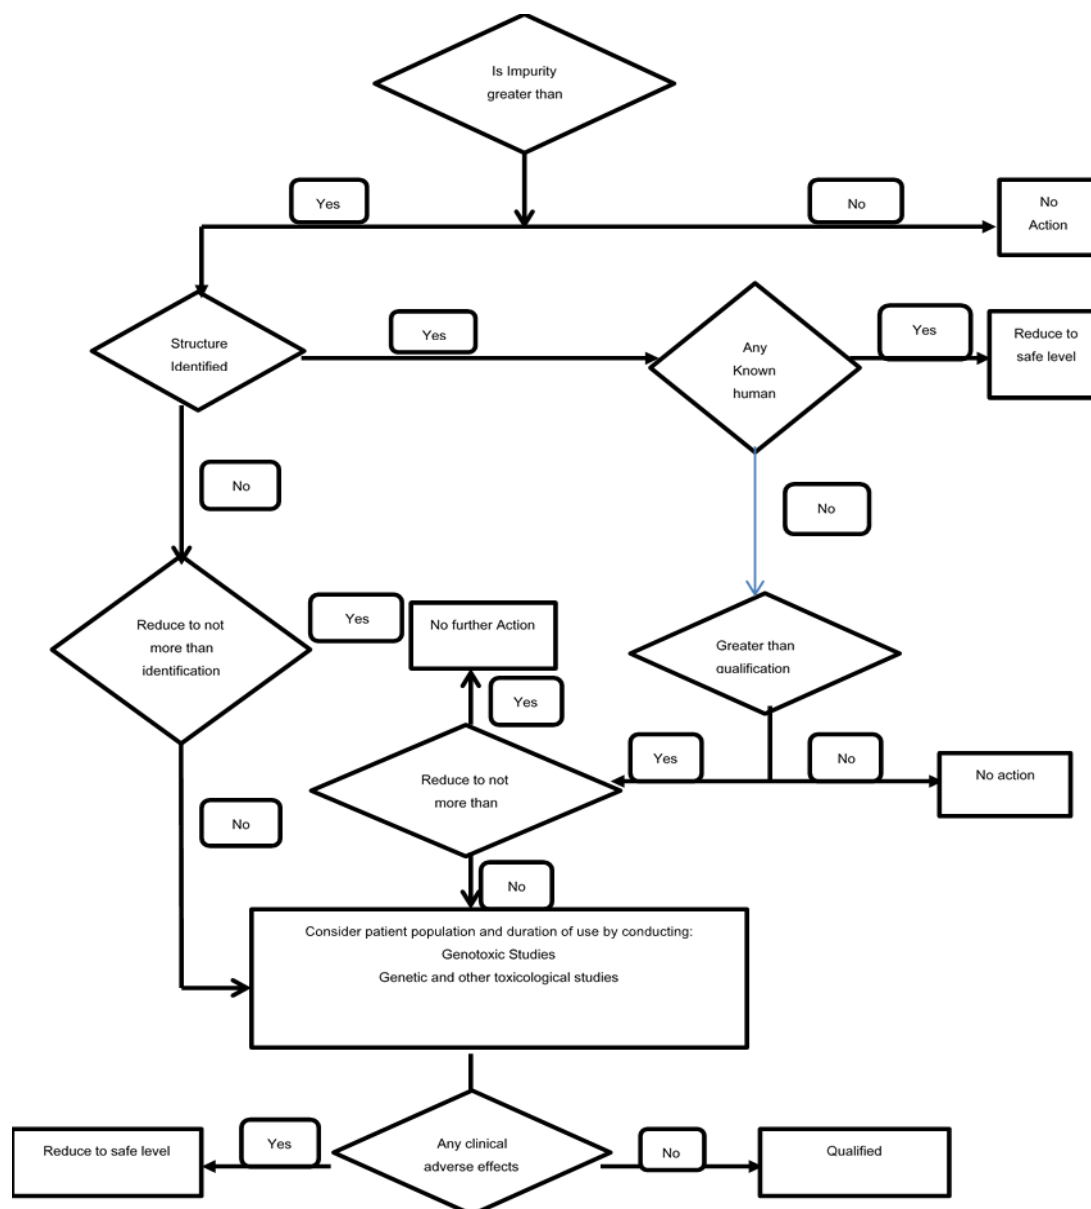 Is Impurity
greater than
Yes
No
No
Action
Structure
Identified
Yes
Any
Known
human
Yes
Reduce to
safe level
No
No
Reduce to not
more than
identification
Yes
No further Action
Greater than
qualification
Yes
Reduce to not
more than
Yes
No
No action
No
No
Consider patient population and duration of use by conducting:
Genotoxic Studies
Genetic and other toxicological studies
Reduce to safe level
Yes
Any clinical
adverse effects
No
Qualified